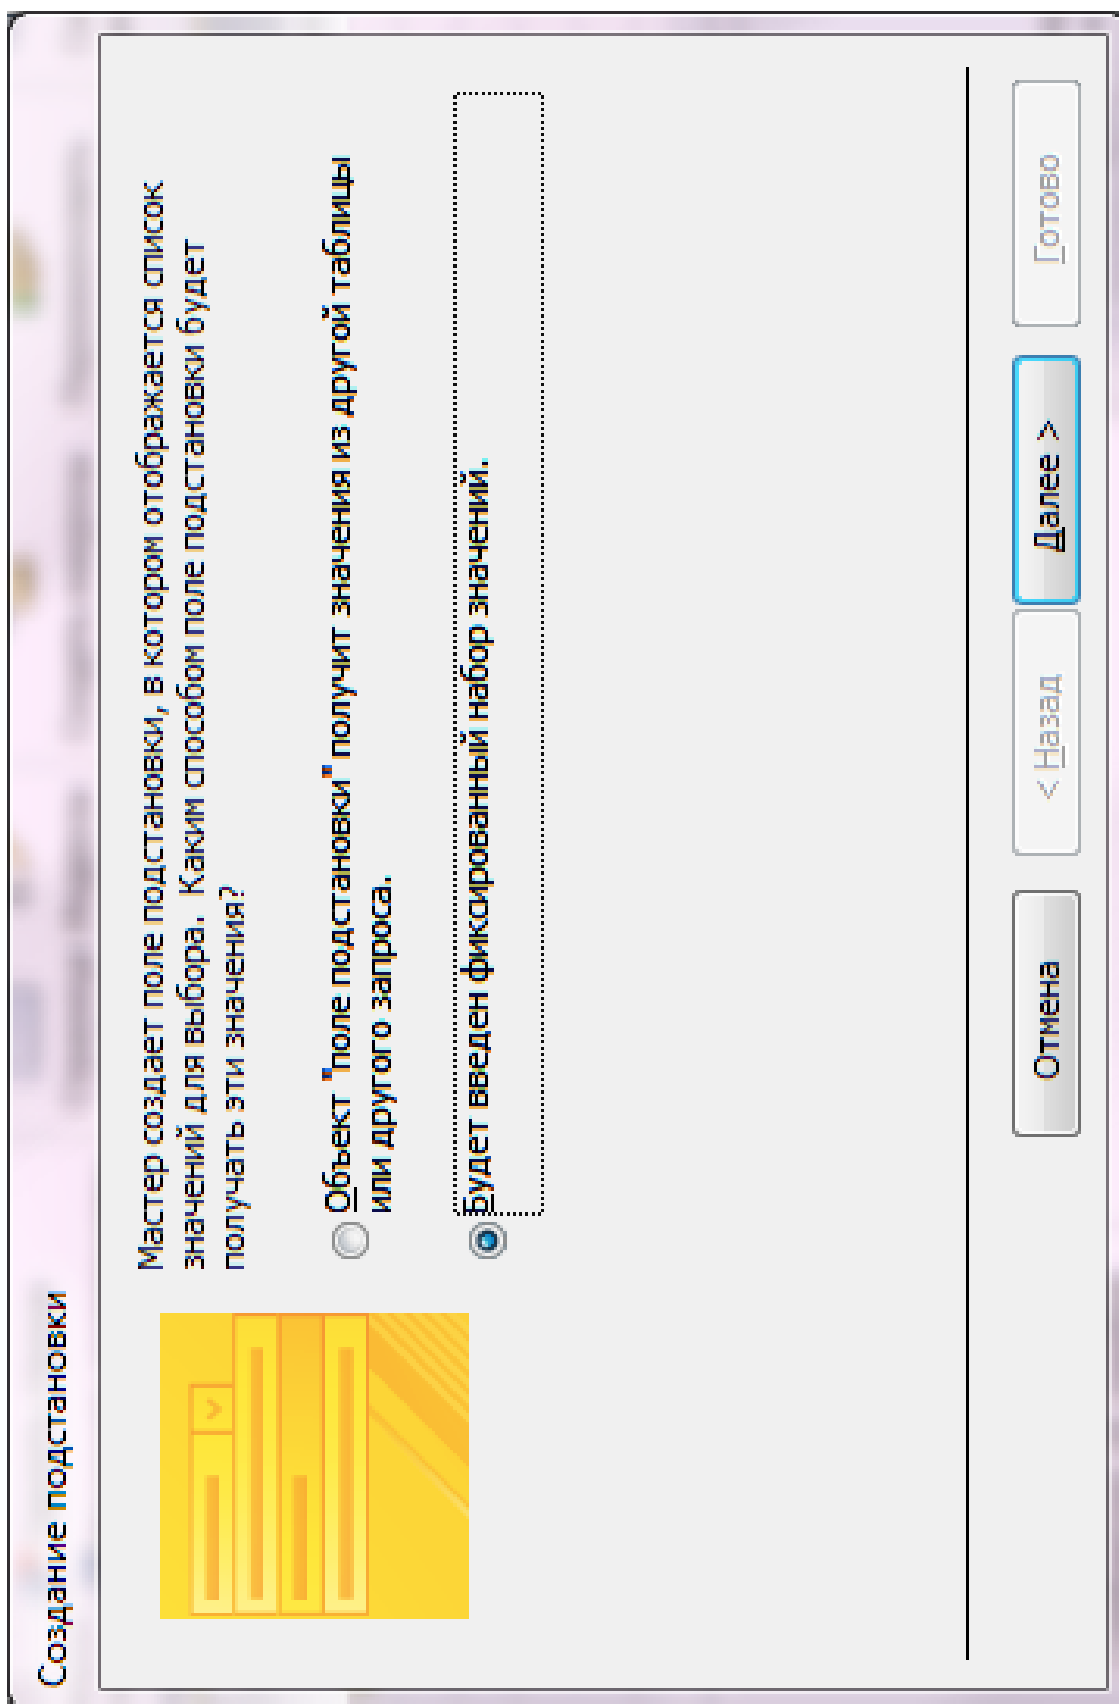 Создание подстановки
Мастер создает поле подстановки, в котором отображается список
значений для выбора.  Каким способом поле подстановки будет
получать эти значения?
Объект "поле подстановки" получит значения из другой таблицы
или другого запроса.
Будет введен фиксированный набор значений.
Отмена
< Назад
Далее >
Готово